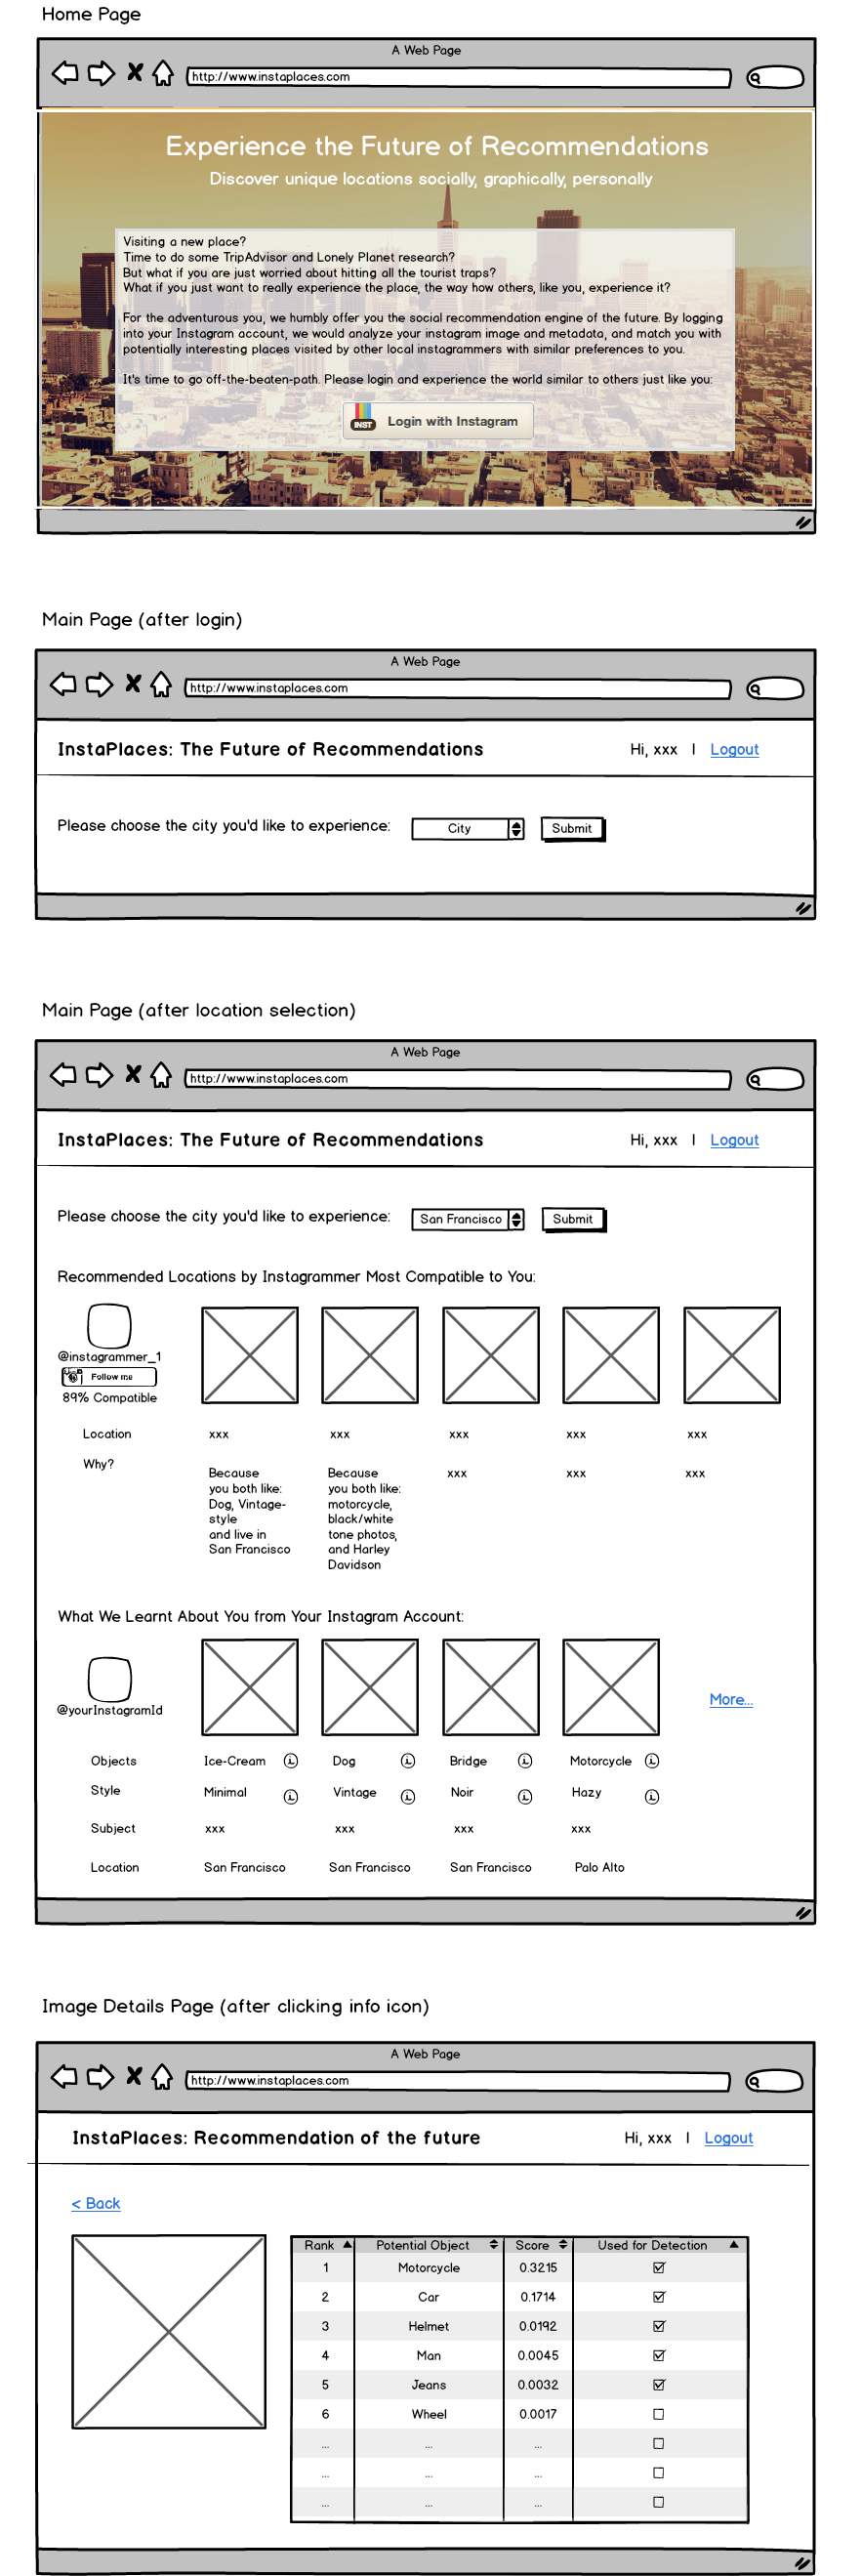 Home Page
A Web Page
http://www.instaplaces.com
Experience the Future of Recommendations
Discover unique locations socially, graphically, personally
Visiting a new place?
Time to do some TripAdvisor and Lonely Planet research?
But what if you are just worried about hitting all the tourist traps?
What if you just want to really experience the place, the way how others, like you, experience it?
For the adventurous you, we humbly offer you the social recommendation engine of the future. By logging
into your Instagram account, we would analyze your instagram image and metadata, and match you with
potentially interesting places visited by other local instagrammers with similar preferences to you.
It's time to go off-the-beaten-path. Please login and experience the world similar to others just like you:
INST Login with Instagram
Main Page (after login)
A Web Page
http://www.instaplaces.com
InstaPlaces: The Future of Recommendations Hi, xxx | Logout
Please choose the city you'd like to experience: City Submit
Main Page (after location selection)
A Web Page
http://www.instaplaces.com
InstaPlaces: The Future of Recommendations Hi, xxx | Logout
Please choose the city you'd like to experience: San Francisco Submit
Recommended Locations by Instagrammer Most Compatible to You:
@instagrammer_1
Follow me
89% Compatible
Location xxx xxx xxx xxx xxx
Why?
Because
you both like:
Dog, Vintage-
style
and live in
San Francisco
Because
you both like:
motorcycle,
black/white
tone photos,
and Harley
Davidson
xxx xxx xxx
What We Learnt About You from Your Instagram Account:
@yourInstagramId
More...
Objects Ice-Cream Dog Bridge Motorcycle
Style Minimal Vintage Noir Hazy
Subject xxx xxx xxx xxx
Location San Francisco San Francisco San Francisco Palo Alto
Image Details Page (after clicking info icon)
A Web Page
http://www.instaplaces.com
InstaPlaces: Recommendation of the future Hi, xxx | Logout
< Back
Rank Potential Object Score Used for Detection
1 Motorcycle 0.3215
2 Car 0.1714
3 Helmet 0.0192
4 Man 0.0045
5 Jeans 0.0032
6 Wheel 0.0017
... ... ...
... ... ...
... ... ...